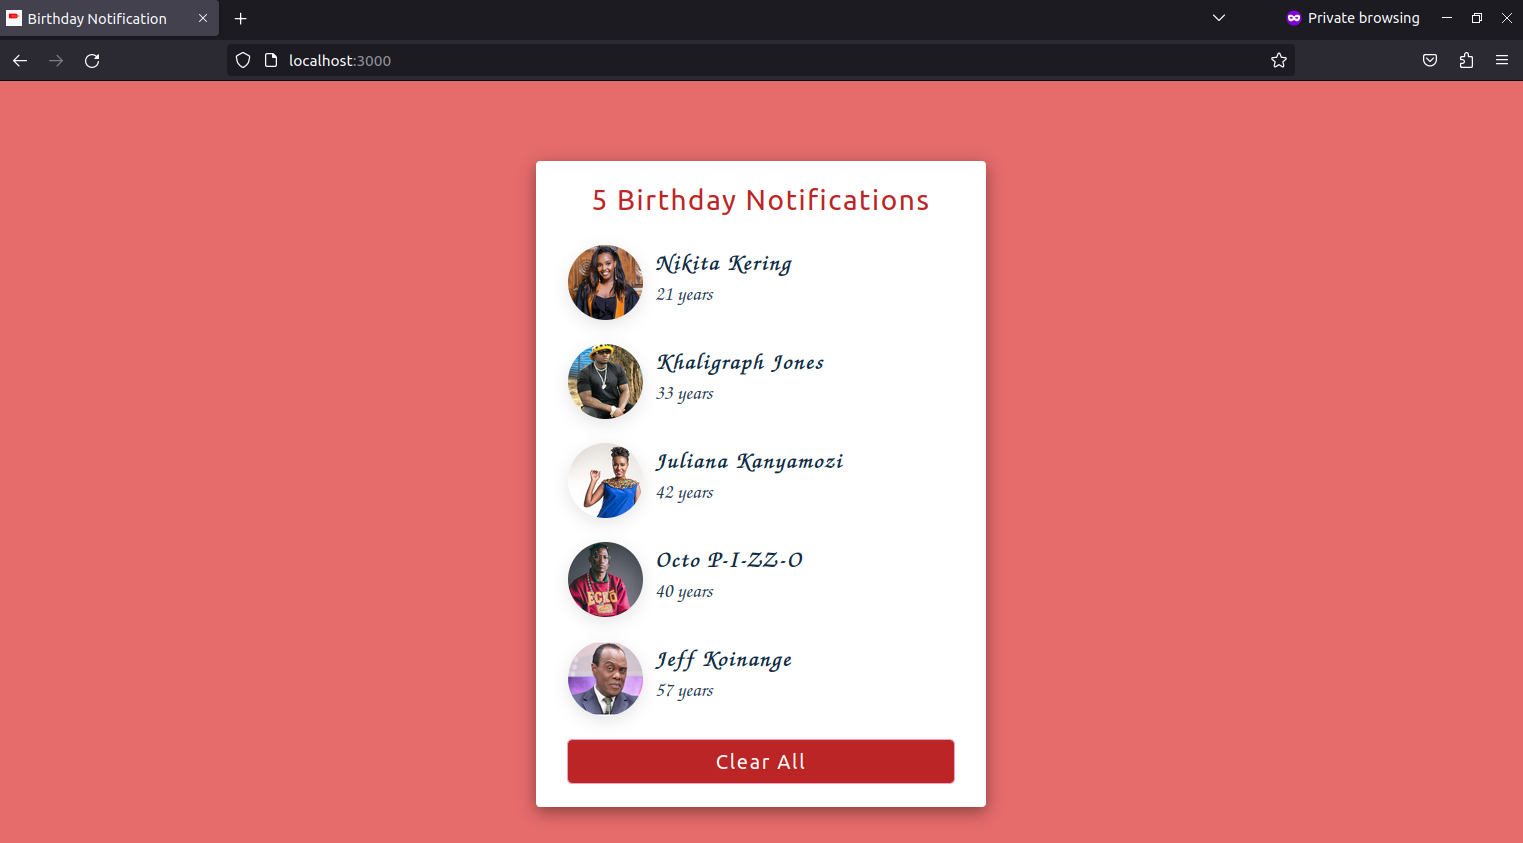 Birthday Notification
Private browsing
localhost:3000
5 Birthday Notifications
Nikita Kering
21 years
Khaligraph Jones
33 years
Juliana Kanyamozi
42 years
Octo P-I-ZZ-O
40 years
ECKO
Jeff Koinange
57 years
Clear All